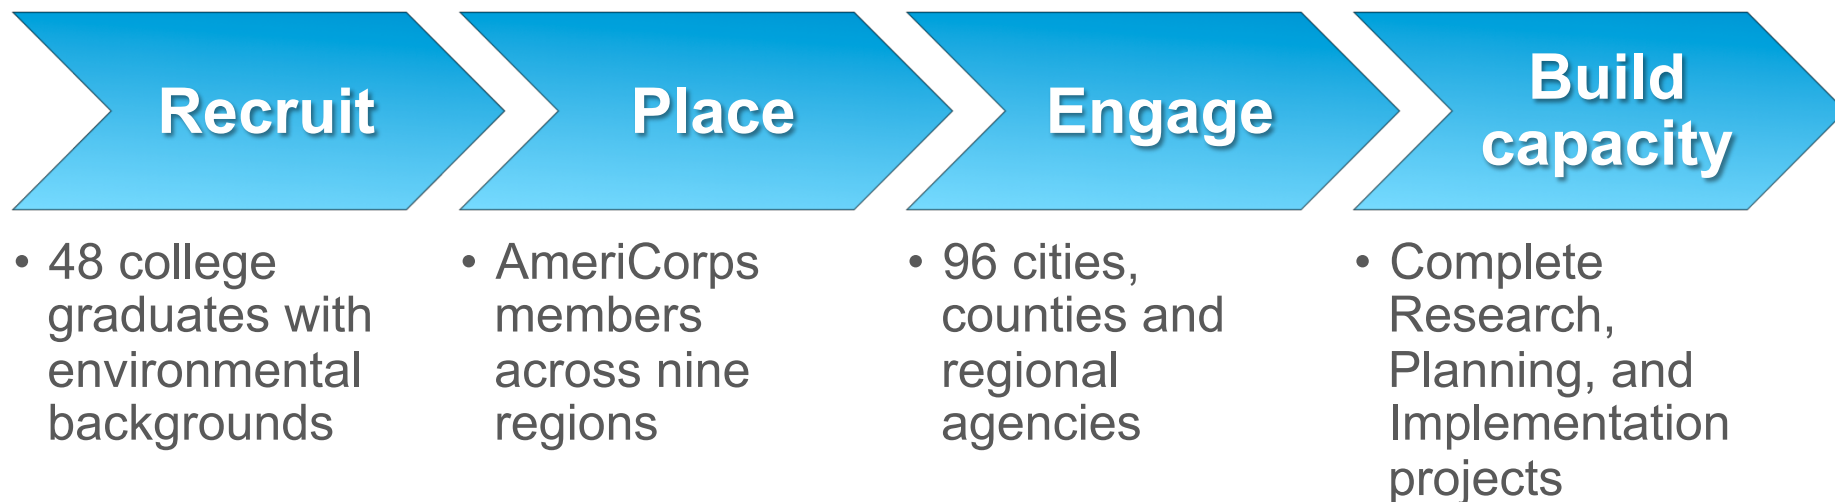 Recruit
• 48 college
graduates with
environmental
backgrounds
Place
• AmeriCorps
members
across nine
regions
Engage
• 96 cities,
counties and
regional
agencies
Build
capacity
• Complete
Research,
Planning, and
Implementation
projects